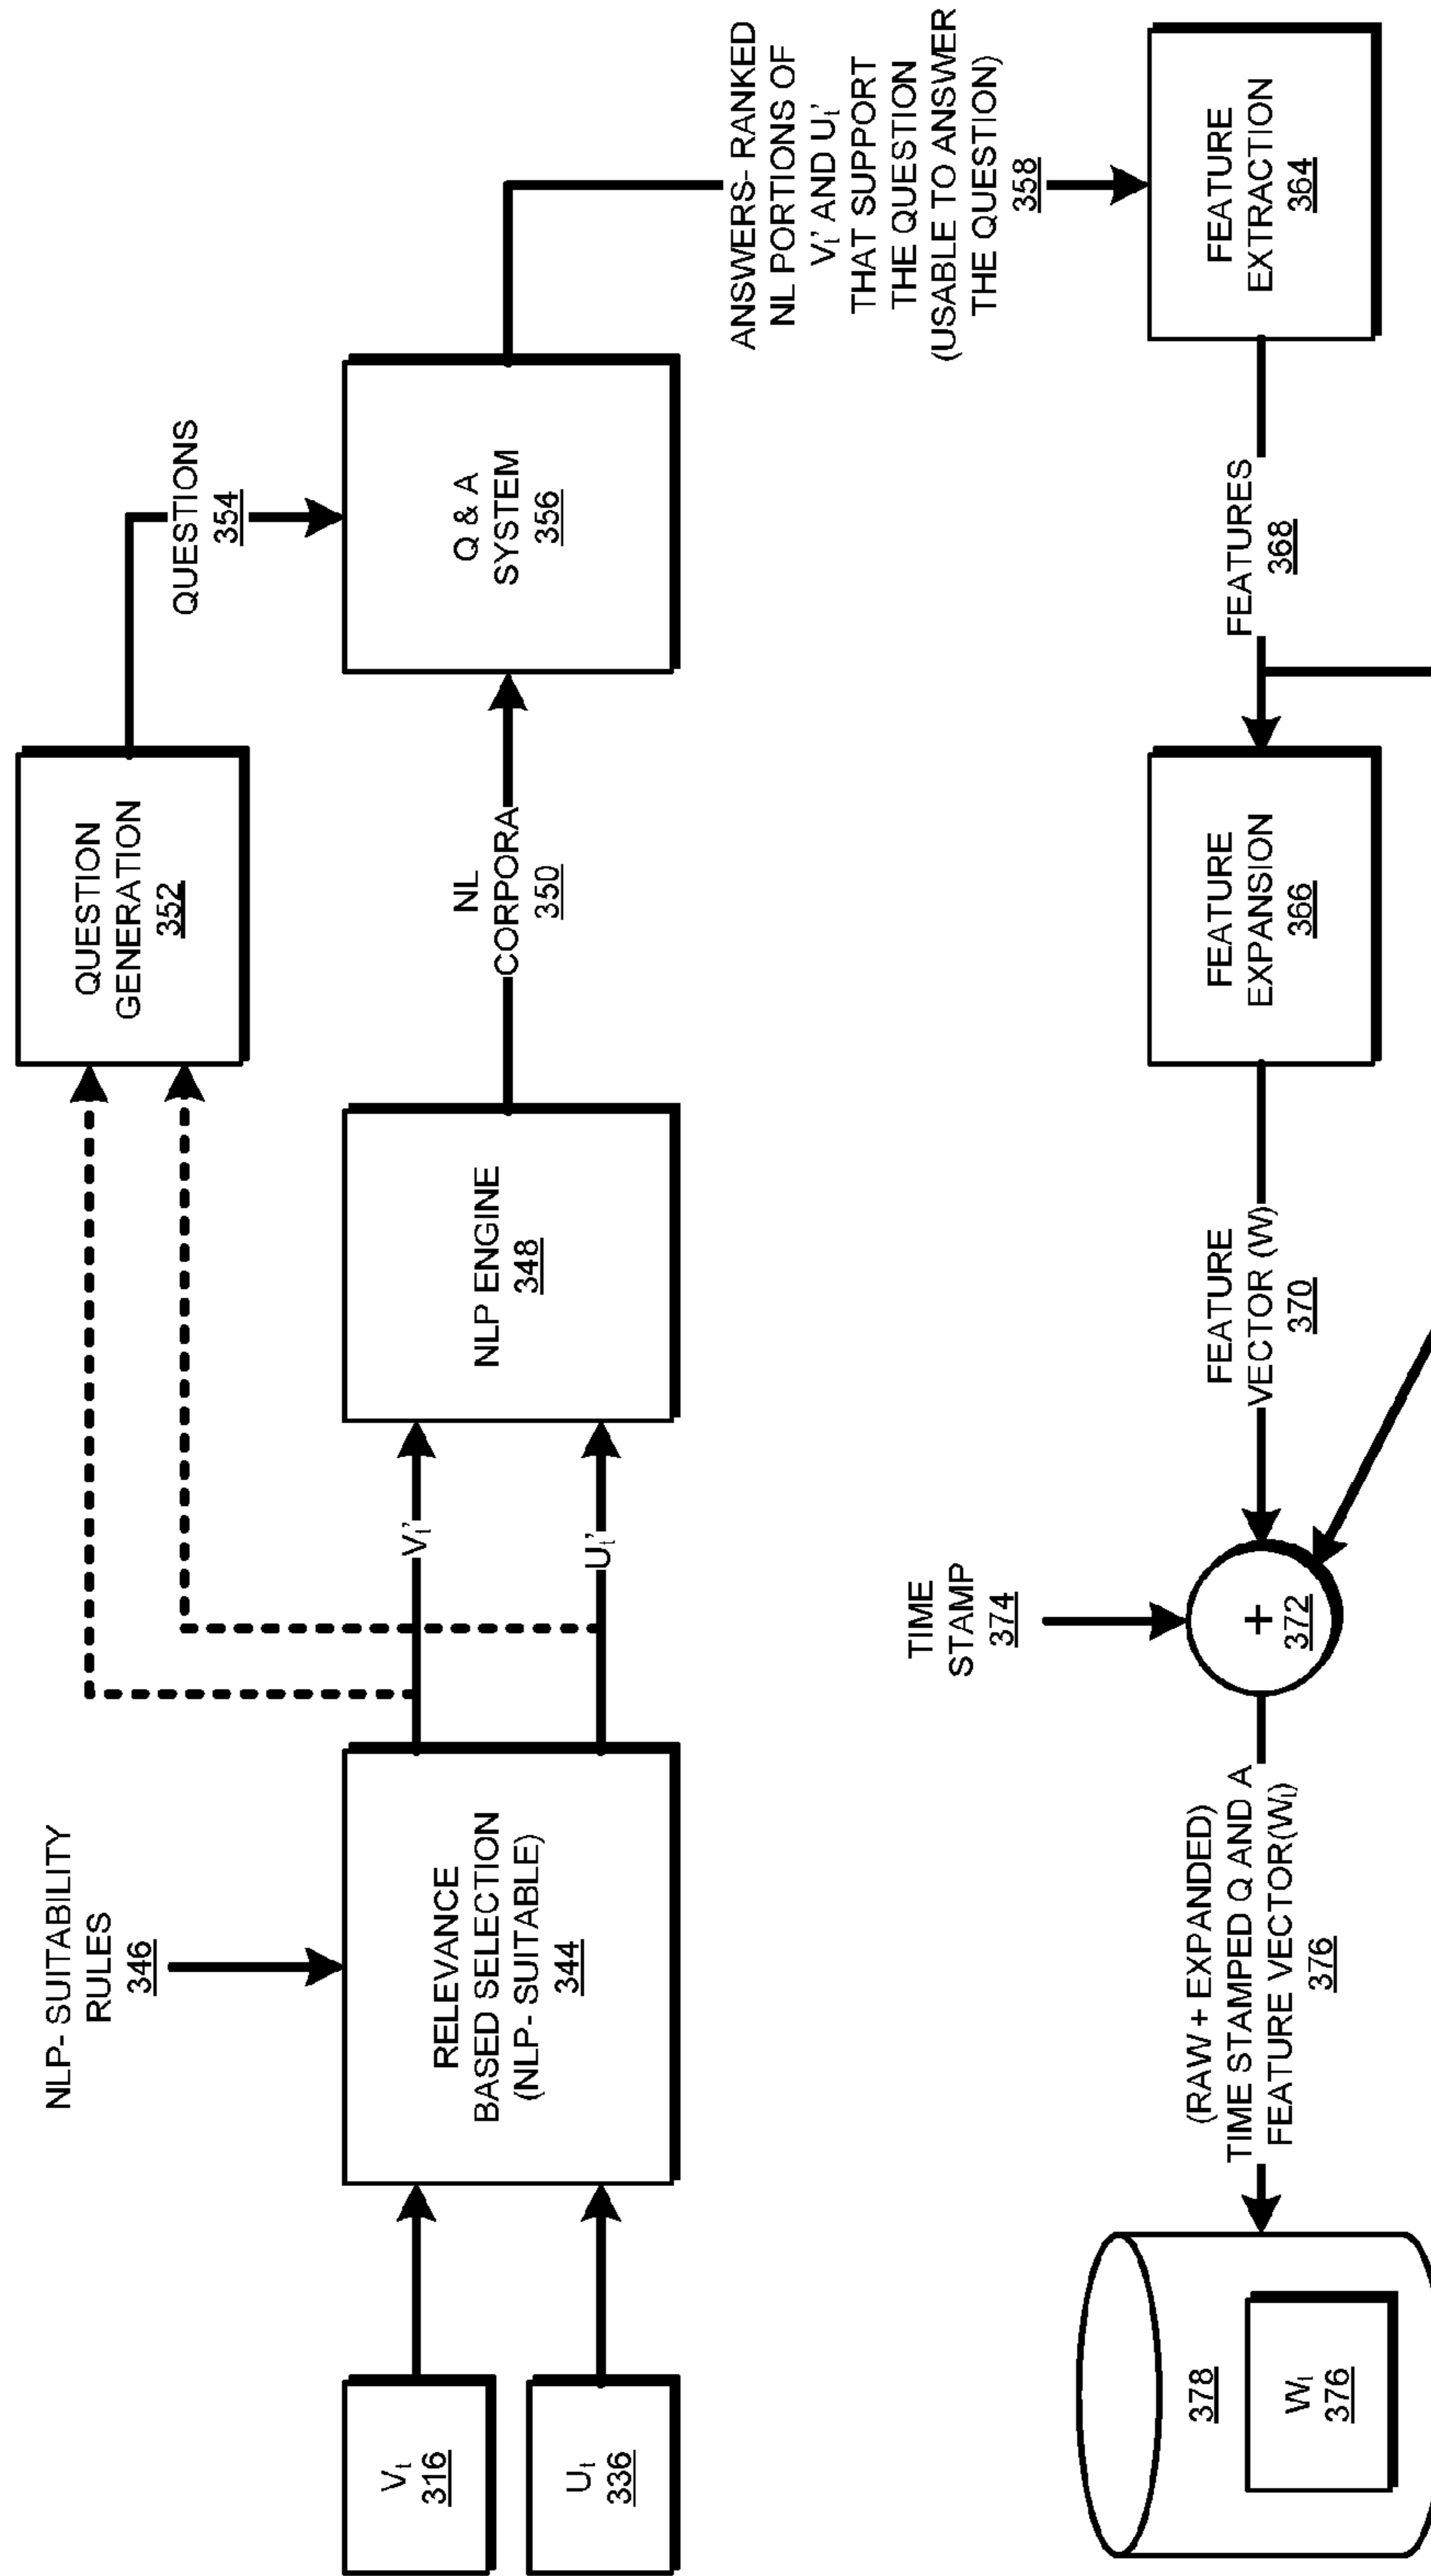 NLP- SUITABILITY
RULES
346
Vt
316
Ut
336
RELEVANCE
BASED SELECTION
(NLP- SUITABLE)
344
Vt'
Ut'
NLP ENGINE
348
QUESTION
GENERATION
352
NL
CORPORA
350
QUESTIONS
354
Q & A
SYSTEM
356
ANSWERS- RANKED
NL PORTIONS OF
Vt' AND Ut'
THAT SUPPORT
THE QUESTION
(USABLE TO ANSWER
THE QUESTION)
358
FEATURE
EXTRACTION
364
FEATURES
368
FEATURE
EXPANSION
366
FEATURE
VECTOR (W)
370
TIME
STAMP
374
+
372
(RAW + EXPANDED)
TIME STAMPED Q AND A
FEATURE VECTOR(Wt)
376
378
Wt
376